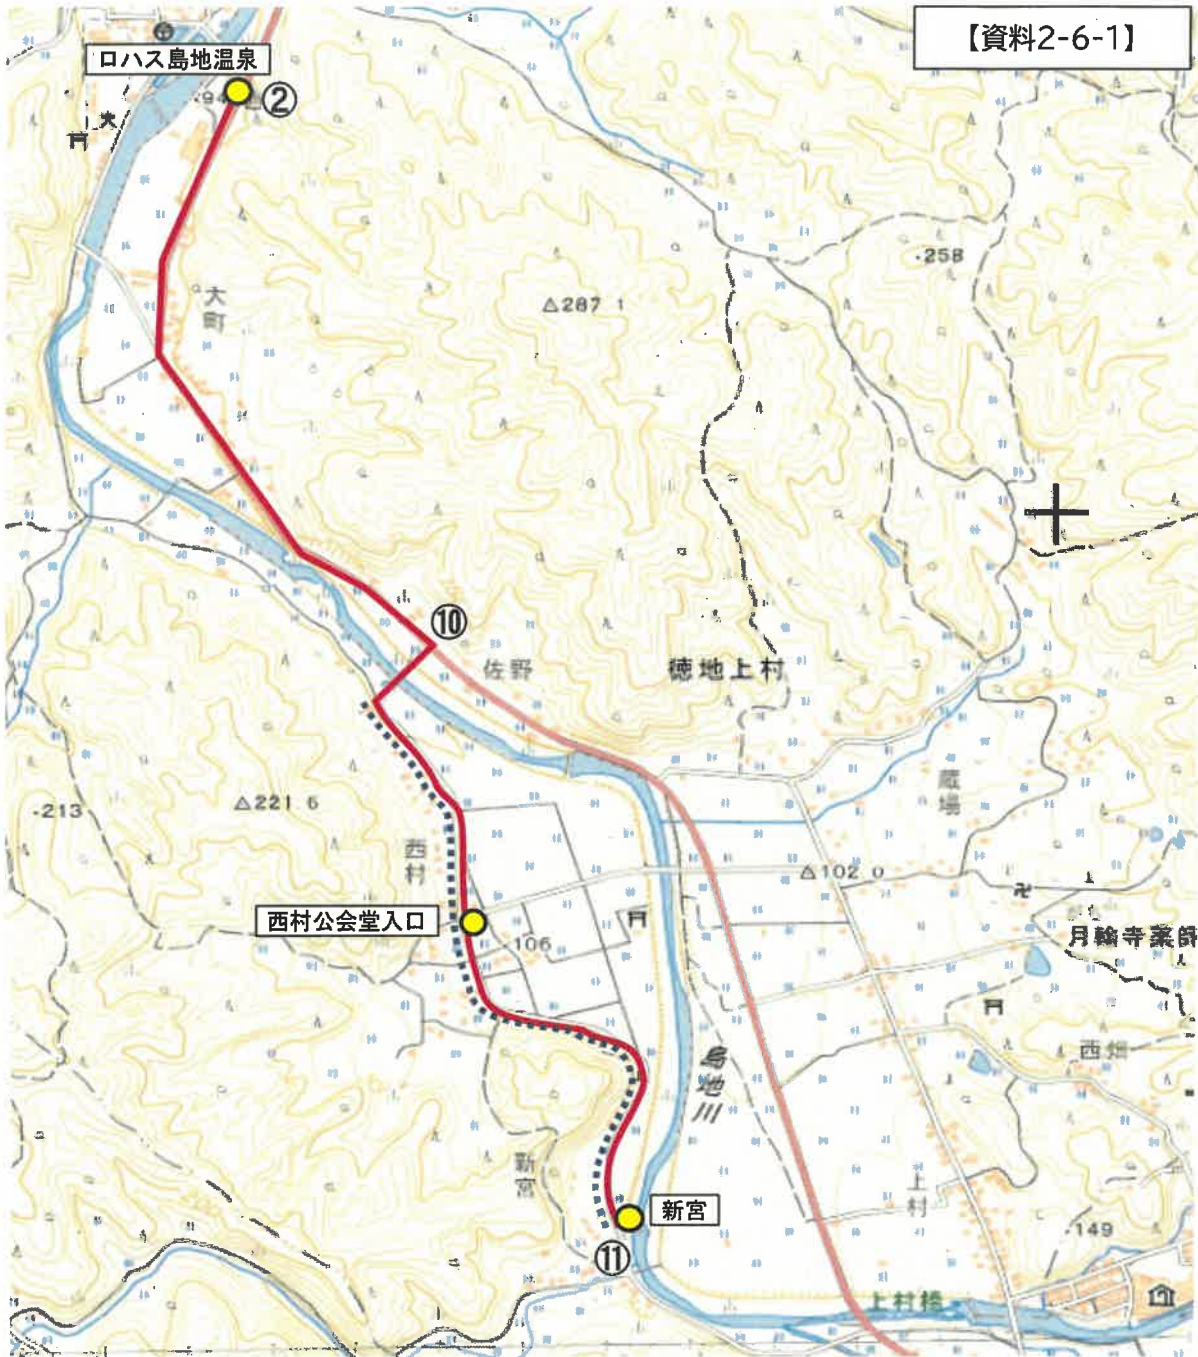 【資料2-6-1】
ロハス島地温泉
②
大町
・258
△287 1
⑩
佐野
徳地上村
蔵場
・213
△221 6
西村
△102 0
西村公会堂入口
・106
月輪寺薬師
西畑
島地川
新宮
上村
新宮
・149
⑪
上村橋